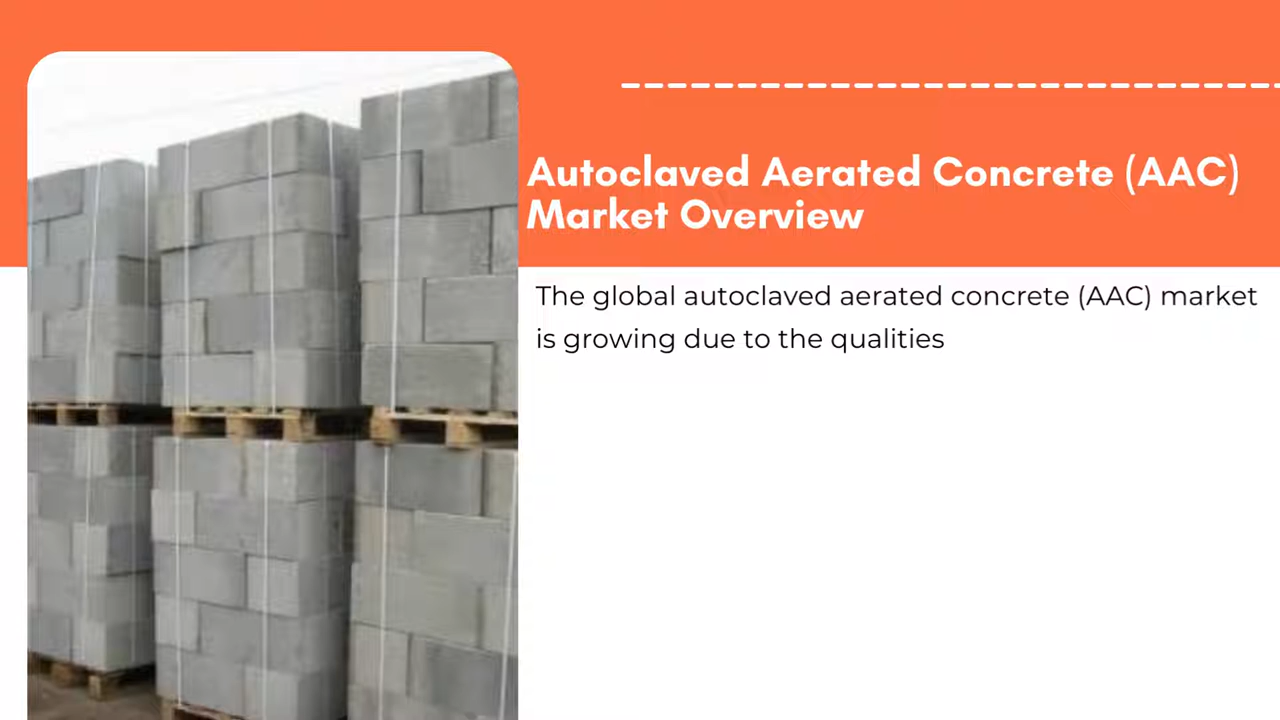 Autoclaved Aerated Concrete (AAC)
Market Overview
The global autoclaved aerated concrete (AAC) market
is growing due to the qualities